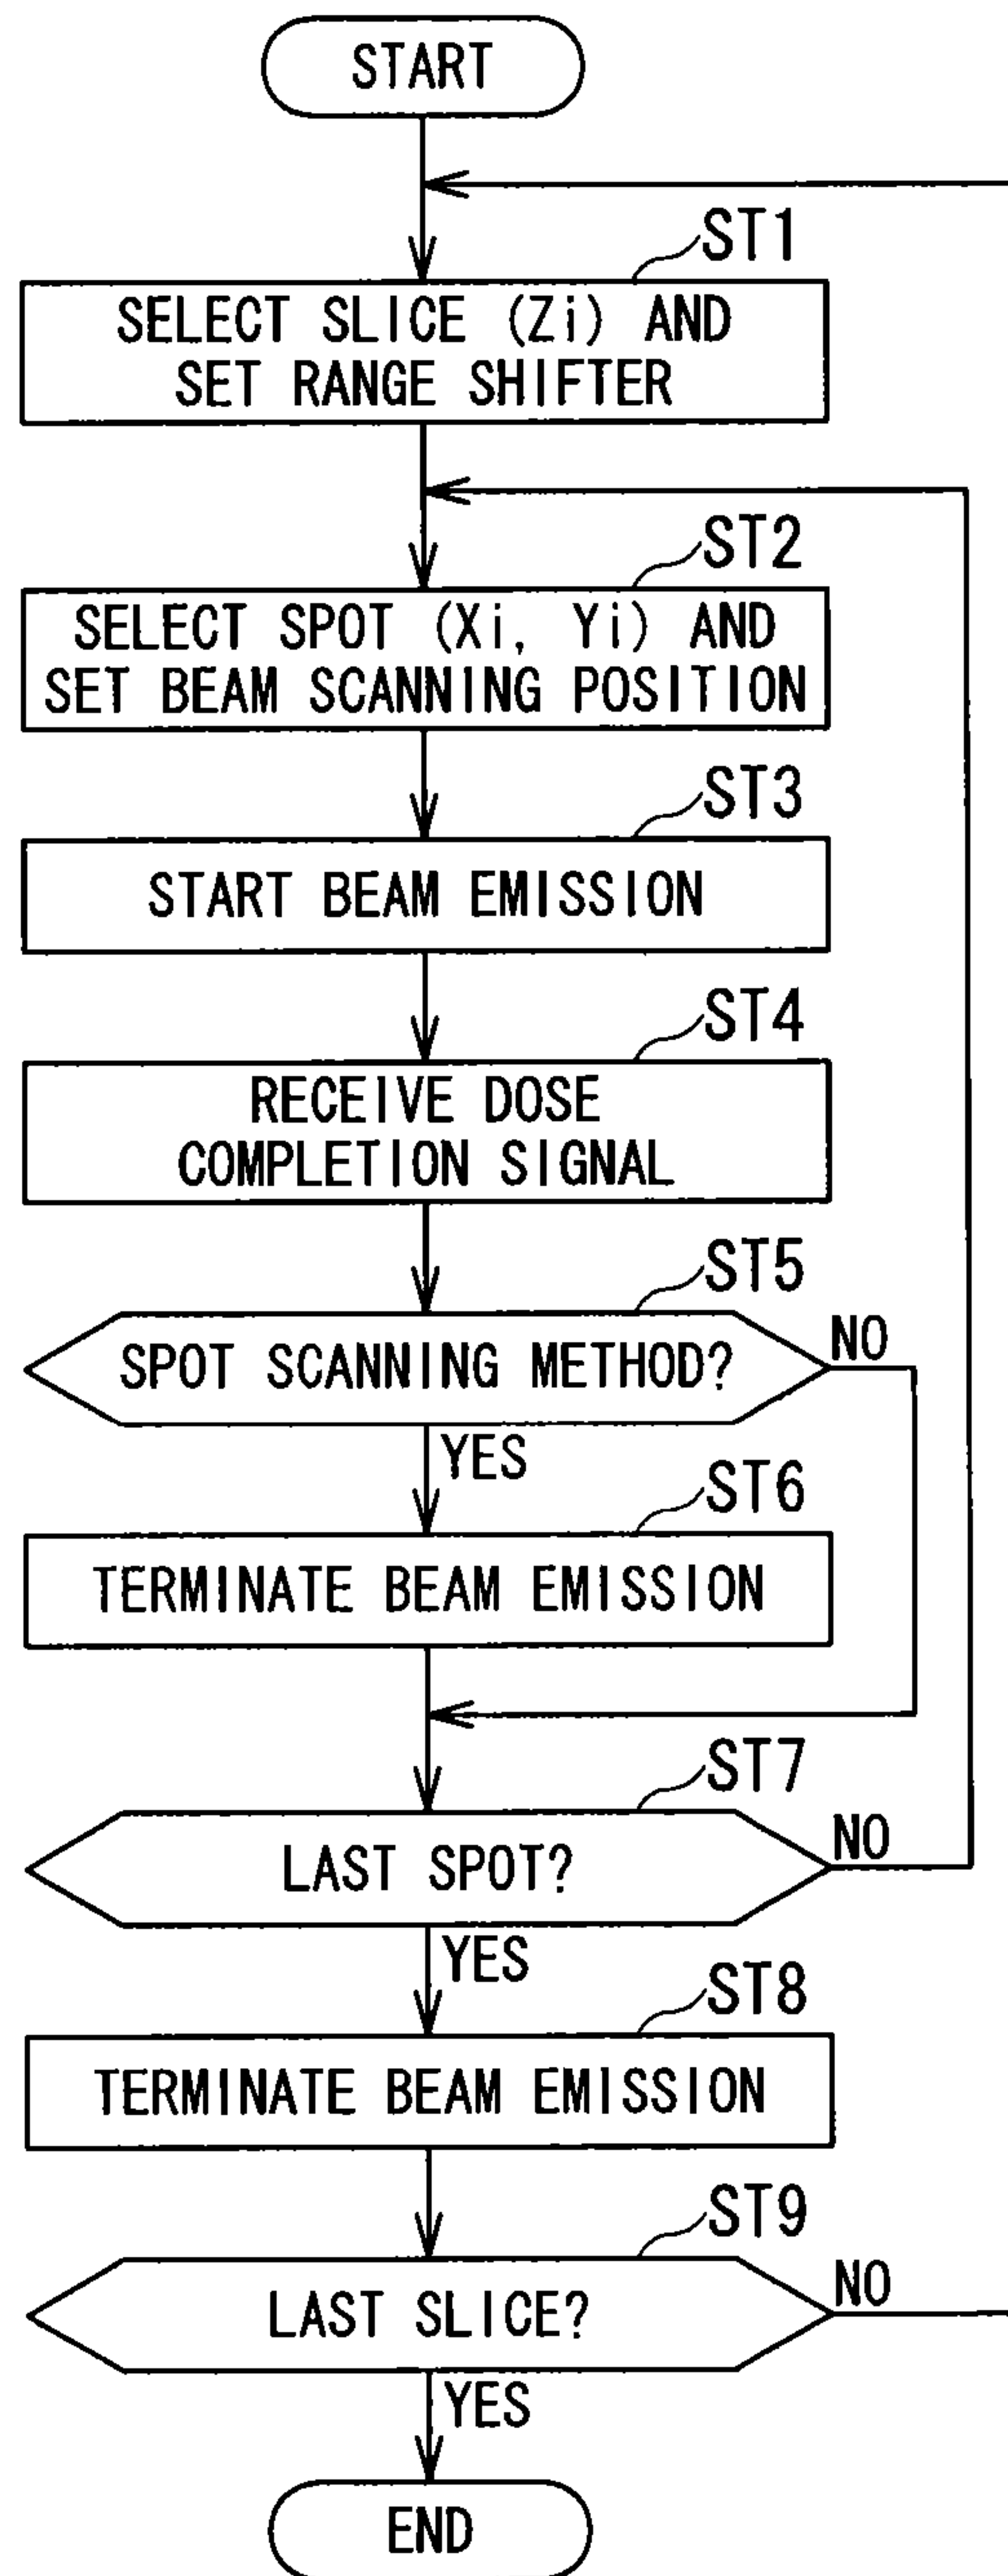 START
ST1
SELECT SLICE (Zi) AND
SET RANGE SHIFTER
ST2
SELECT SPOT (Xi, Yi) AND
SET BEAM SCANNING POSITION
ST3
START BEAM EMISSION
ST4
RECEIVE DOSE
COMPLETION SIGNAL
ST5
SPOT SCANNING METHOD?
NO
YES
ST6
TERMINATE BEAM EMISSION
ST7
LAST SPOT?
NO
YES
ST8
TERMINATE BEAM EMISSION
ST9
LAST SLICE?
NO
YES
END